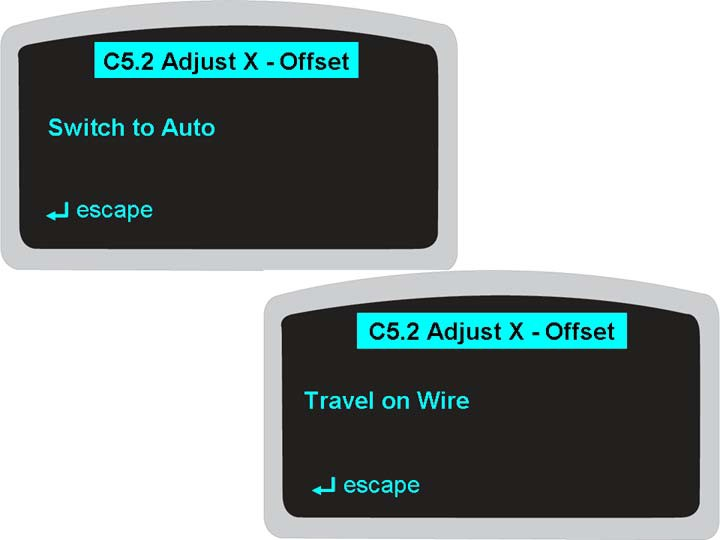 C5.2 Adjust X - Offset
Switch to Auto
↵ escape
C5.2 Adjust X - Offset
Travel on Wire
↵ escape